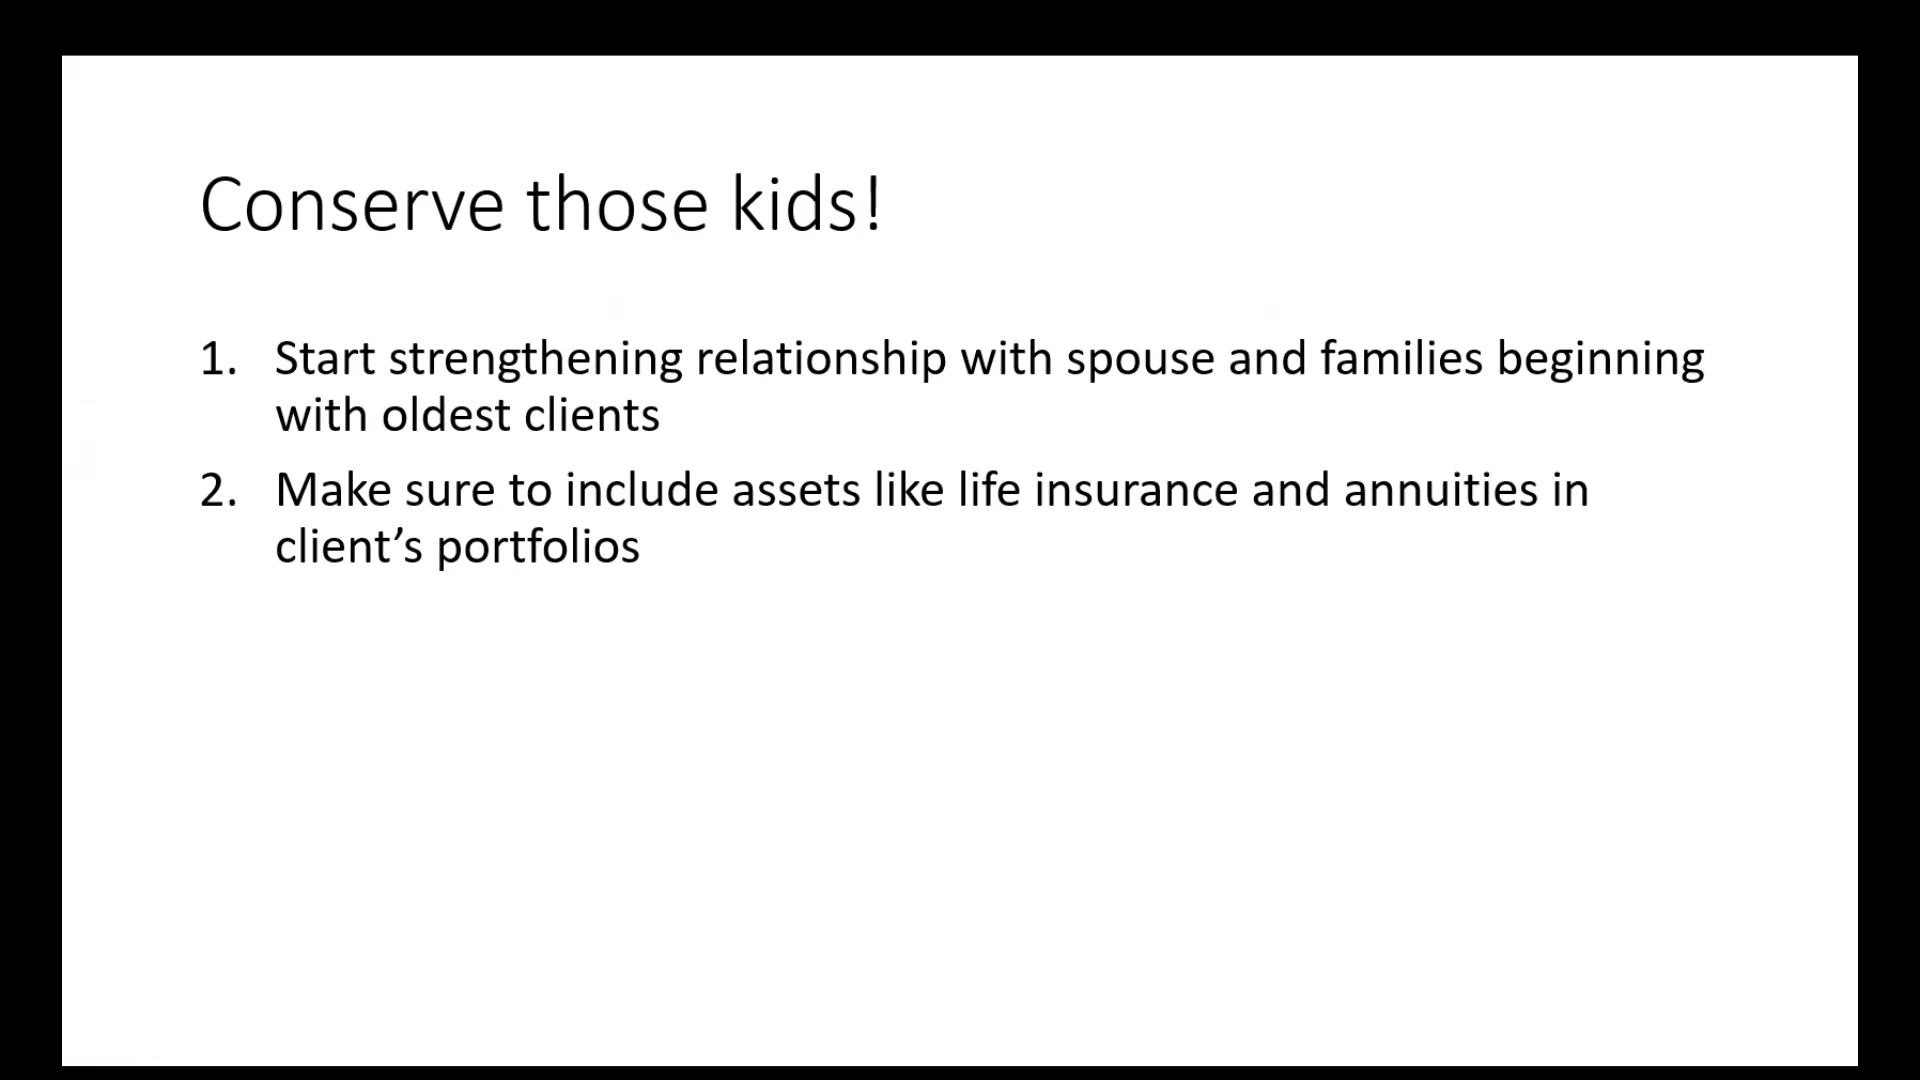 Conserve those kids!
1. Start strengthening relationship with spouse and families beginning
with oldest clients
2. Make sure to include assets like life insurance and annuities in
client’s portfolios